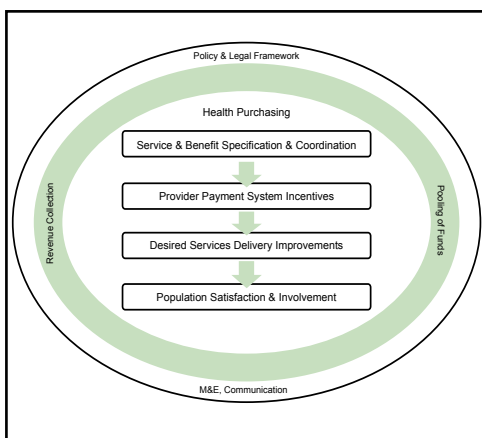 Policy & Legal Framework
Health Purchasing
Service & Benefit Specification & Coordination
Provider Payment System Incentives
Revenue Collection
Pooling of Funds
Desired Services Delivery Improvements
Population Satisfaction & Involvement
M&E, Communication